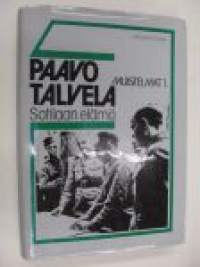 PAAVO
TALVELA
MUISTELMAT 1.
Sotilaan elämä